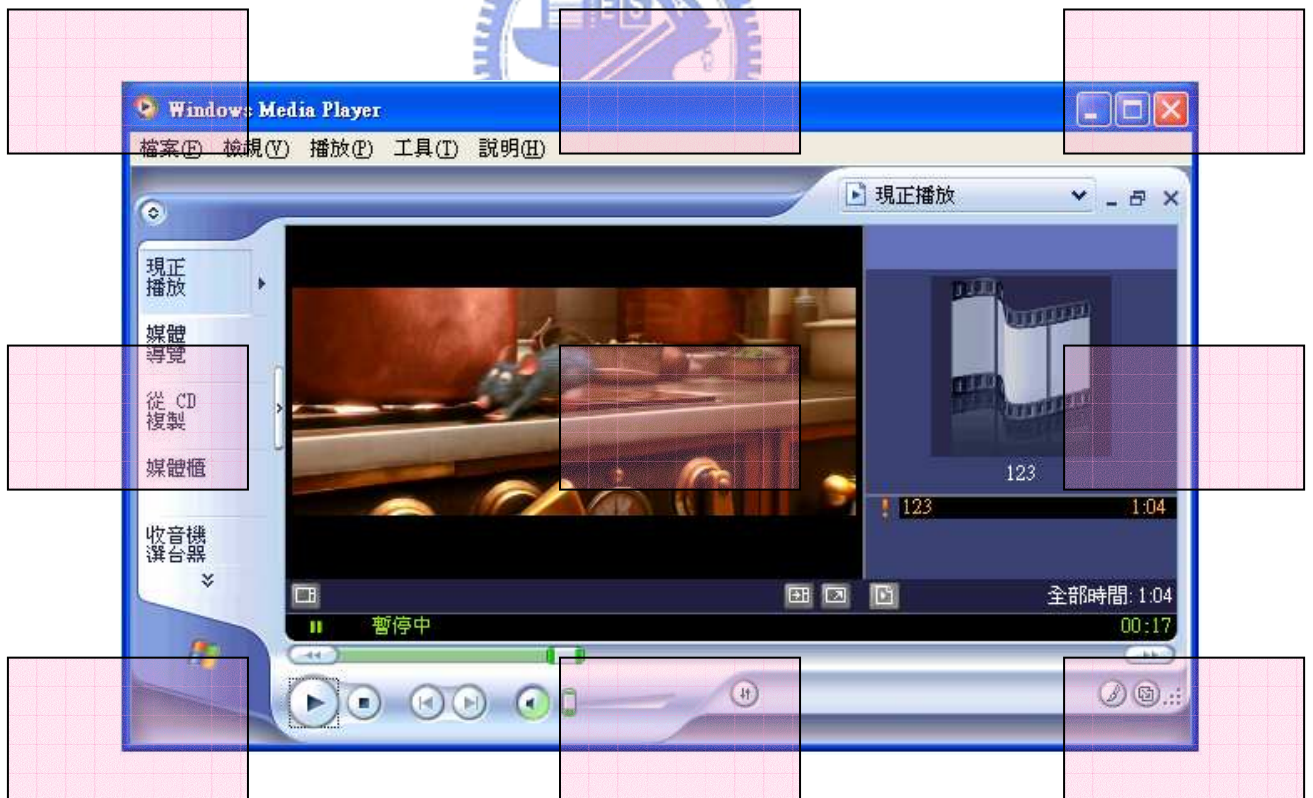 ESA
Windows Media Player
檔案(F) 檢視(V) 播放(P) 工具(T) 說明(H)
現正播放
現正
播放
媒體
導覽
從 CD
複製
媒體櫃
收音機
選台器
123
123 1:04
全部時間: 1:04
暫停中 00:17